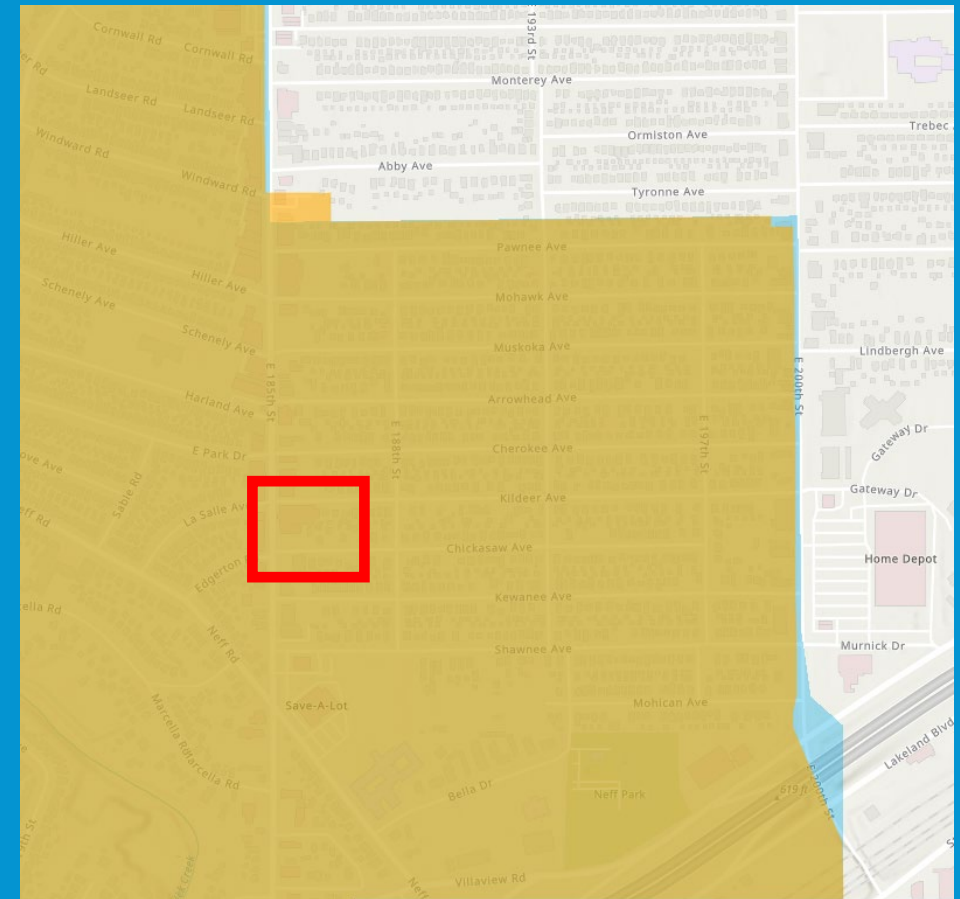 Cornwall Rd
Cornwall Rd
E 193rd St
Monterey Ave
Landseer Rd
Landseer Rd
Ormiston Ave
Trebec
Windward Rd
Abby Ave
Windward Rd
Tyronne Ave
Hiller Ave
Pawnee Ave
Hiller Ave
Schenely Ave
Mohawk Ave
Schenely Ave
Muskoka Ave
Lindbergh Ave
E 185th St
E 200th St
Harland Ave
Arrowhead Ave
E 188th St
E 197th St
Gateway Dr
E Park Dr
Cherokee Ave
Sable Rd
Gateway Dr
La Salle Av
Kildeer Ave
Edgerton
Chickasaw Ave
Home Depot
Kewanee Ave
Neff Rd
Shawnee Ave
Murnick Dr
Save-A-Lot
Mohican Ave
Marcella Rd
Marcella Rd
Lakeland Blvd
Bella Dr
Neff Park
619 ft
E 200th St
Villaview Rd
Neff